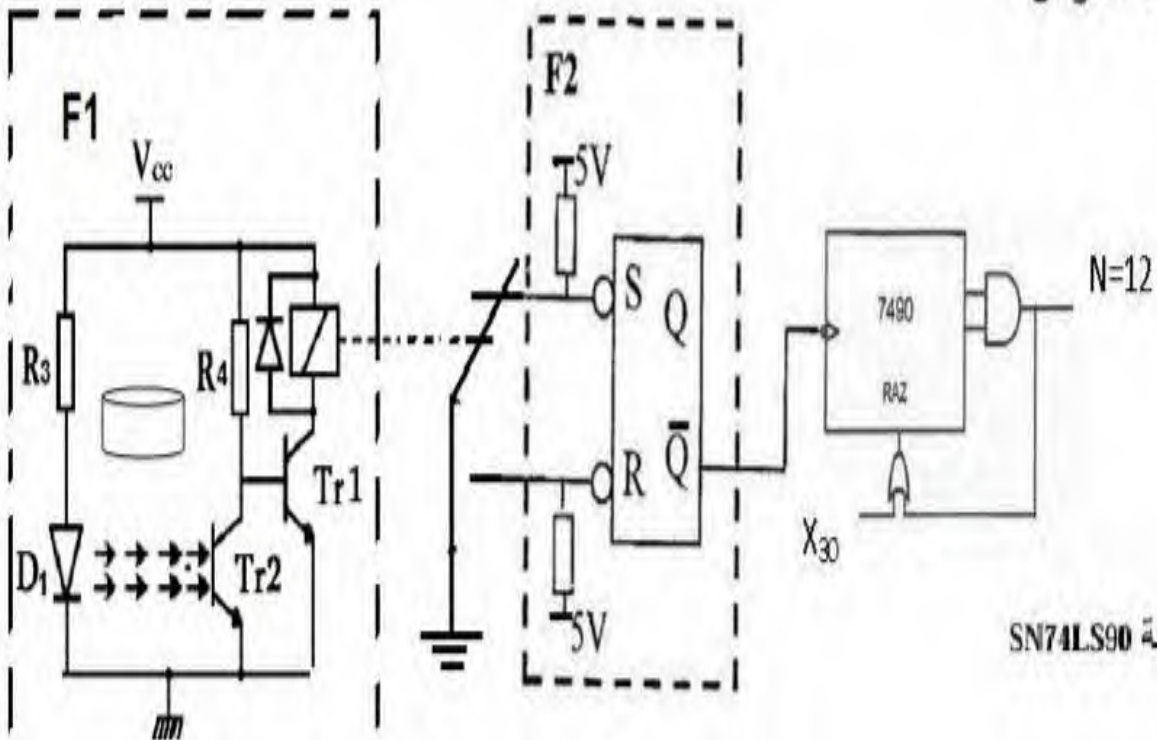 F1
Vcc
R3
R4
D1
Tr1
Tr2
F2
5V
S
Q
R
Q̅
5V
7490
RAZ
N=12
X30
SN74LS90